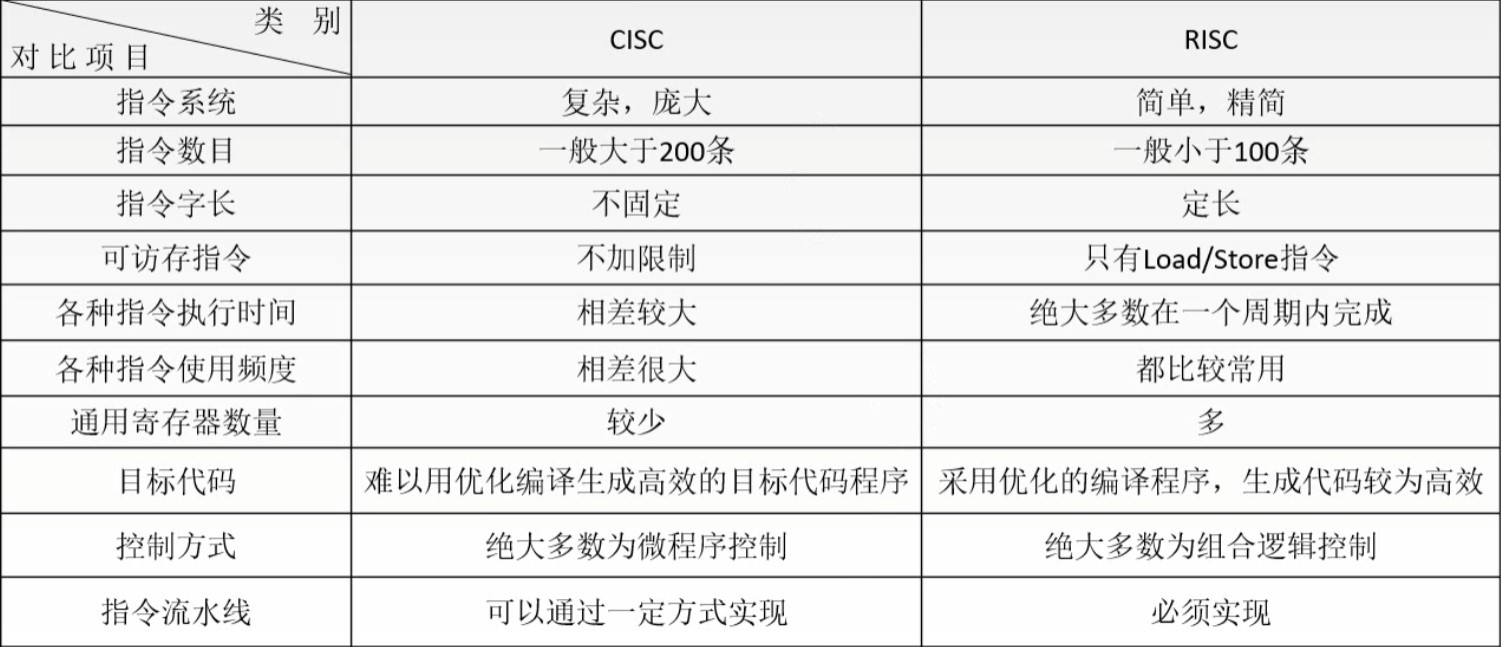 类 别
对比项目
CISC
RISC
指令系统
复杂，庞大
简单，精简
指令数目
一般大于200条
一般小于100条
指令字长
不固定
定长
可访存指令
不加限制
只有Load/Store指令
各种指令执行时间
相差较大
绝大多数在一个周期内完成
各种指令使用频度
相差很大
都比较常用
通用寄存器数量
较少
多
目标代码
难以用优化编译生成高效的目标代码程序
采用优化的编译程序，生成代码较为高效
控制方式
绝大多数为微程序控制
绝大多数为组合逻辑控制
指令流水线
可以通过一定方式实现
必须实现